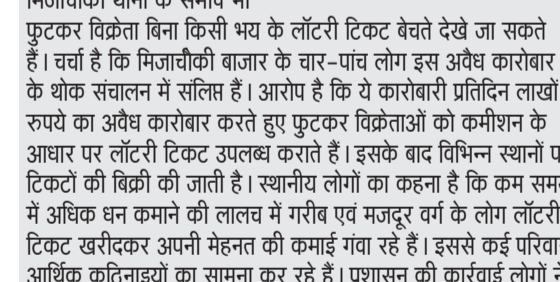 मिजाचौकी थाना के समीप भी
फुटकर विक्रेता बिना किसी भय के लॉटरी टिकट बेचते देखे जा सकते
हैं। चर्चा है कि मिजाचौकी बाजार के चार-पांच लोग इस अवैध कारोबार
के थोक संचालन में संलिप्त हैं। आरोप है कि ये कारोबारी प्रतिदिन लाखों
रुपये का अवैध कारोबार करते हुए फुटकर विक्रेताओं को कमीशन के
आधार पर लॉटरी टिकट उपलब्ध कराते हैं। इसके बाद विभिन्न स्थानों
टिकटों की बिक्री की जाती है। स्थानीय लोगों का कहना है कि कम
में अधिक धन कमाने की लालच में गरीब एवं मजदूर वर्ग के लोग लॉटरी
टिकट खरीदकर अपनी मेहनत की कमाई गंवा रहे हैं। इससे कई
आर्थिक कठिनाइयों का सामना कर रहे हैं। प्रशासन की कार्रवाई लोगों